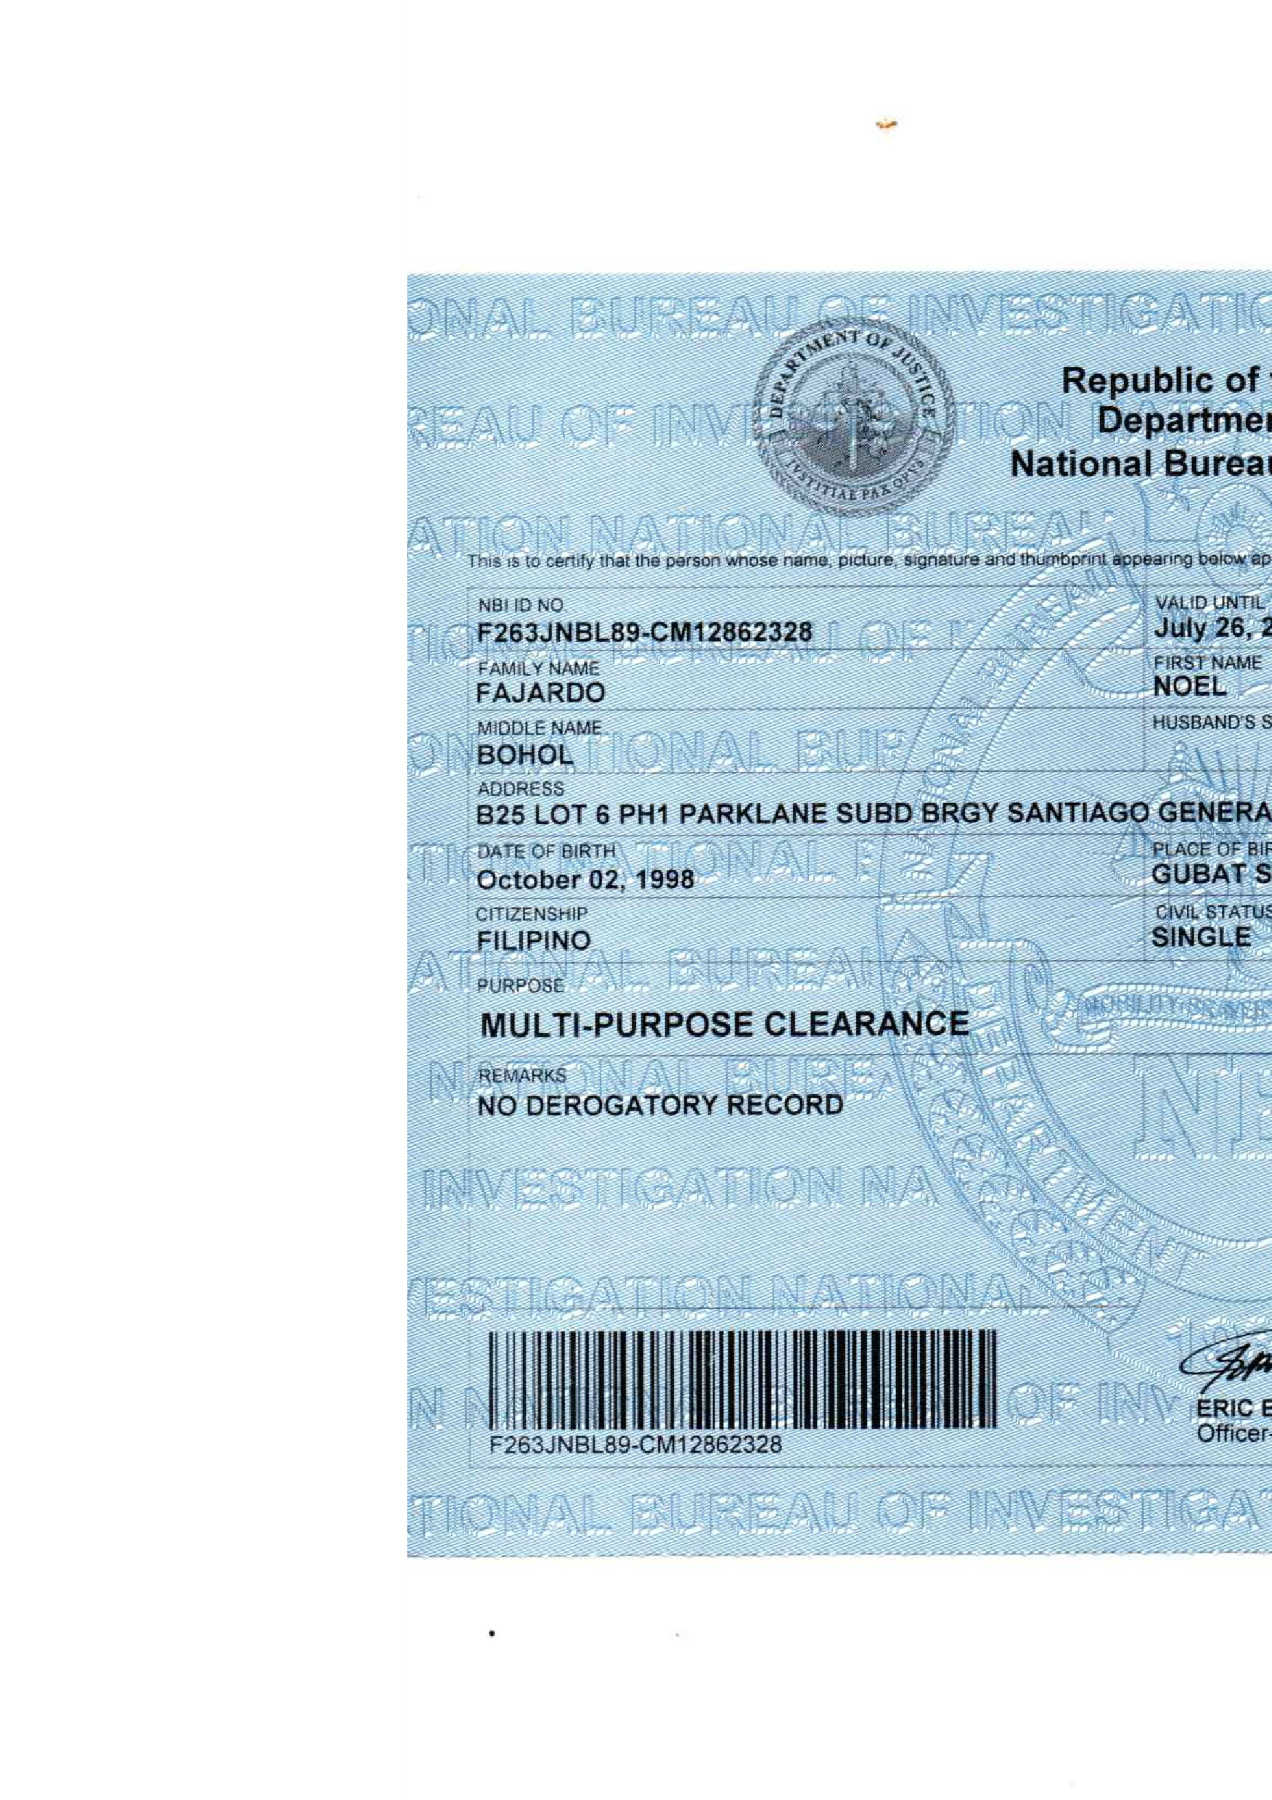 DEPARTMENT OF JUSTICE
IVSTITIAE PAX OPVS
Republic of
Departmen
National Bureau
This is to certify that the person whose name, picture, signature and thumbprint appearing below ap
NBI ID NO
F263JNBL89-CM12862328
VALID UNTIL
July 26, 2
FAMILY NAME
FAJARDO
FIRST NAME
NOEL
MIDDLE NAME
BOHOL
HUSBAND'S S
ADDRESS
B25 LOT 6 PH1 PARKLANE SUBD BRGY SANTIAGO GENERA
DATE OF BIRTH
October 02, 1998
PLACE OF BIR
GUBAT S
CITIZENSHIP
FILIPINO
CIVIL STATUS
SINGLE
PURPOSE
MULTI-PURPOSE CLEARANCE
REMARKS
NO DEROGATORY RECORD
F263JNBL89-CM12862328
ERIC B
Officer-